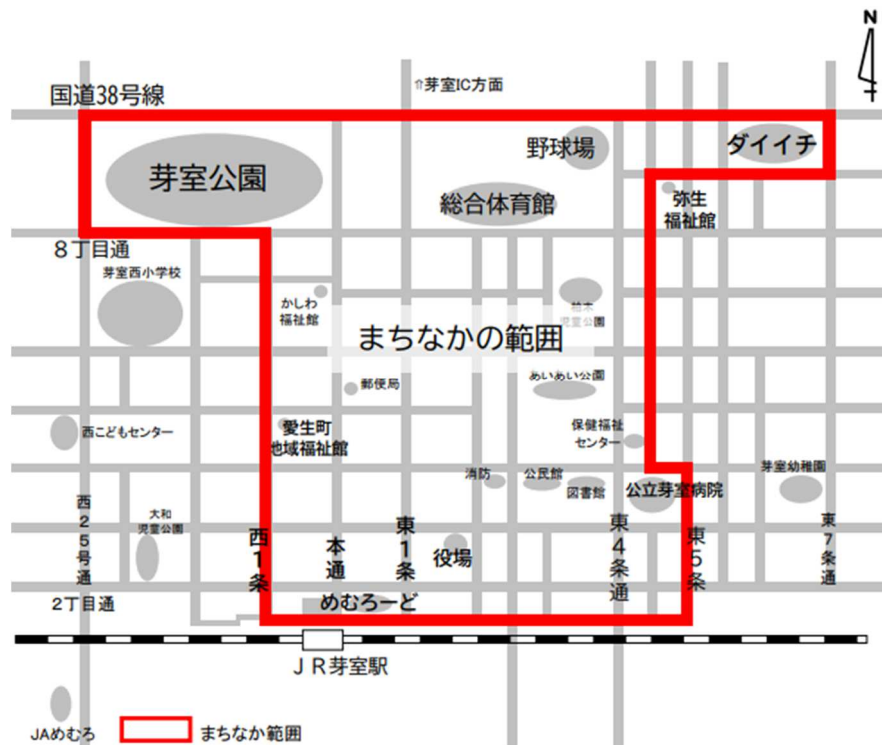 N
⇧芽室IC方面
国道38号線
野球場
ダイイチ
芽室公園
総合体育館
弥生
福祉館
8丁目通
芽室西小学校
かしわ
福祉館
柏木
児童公園
まちなかの範囲
あいあい公園
郵便局
西こどもセンター
愛生町
地域福祉館
保健福祉
センター
消防
公民館
図書館
公立芽室病院
芽室幼稚園
西25号通
大和
児童公園
西1条
本通
東1条
役場
東4条通
東5条
東7条通
2丁目通
めむろーど
JR芽室駅
JAめむろ
まちなか範囲